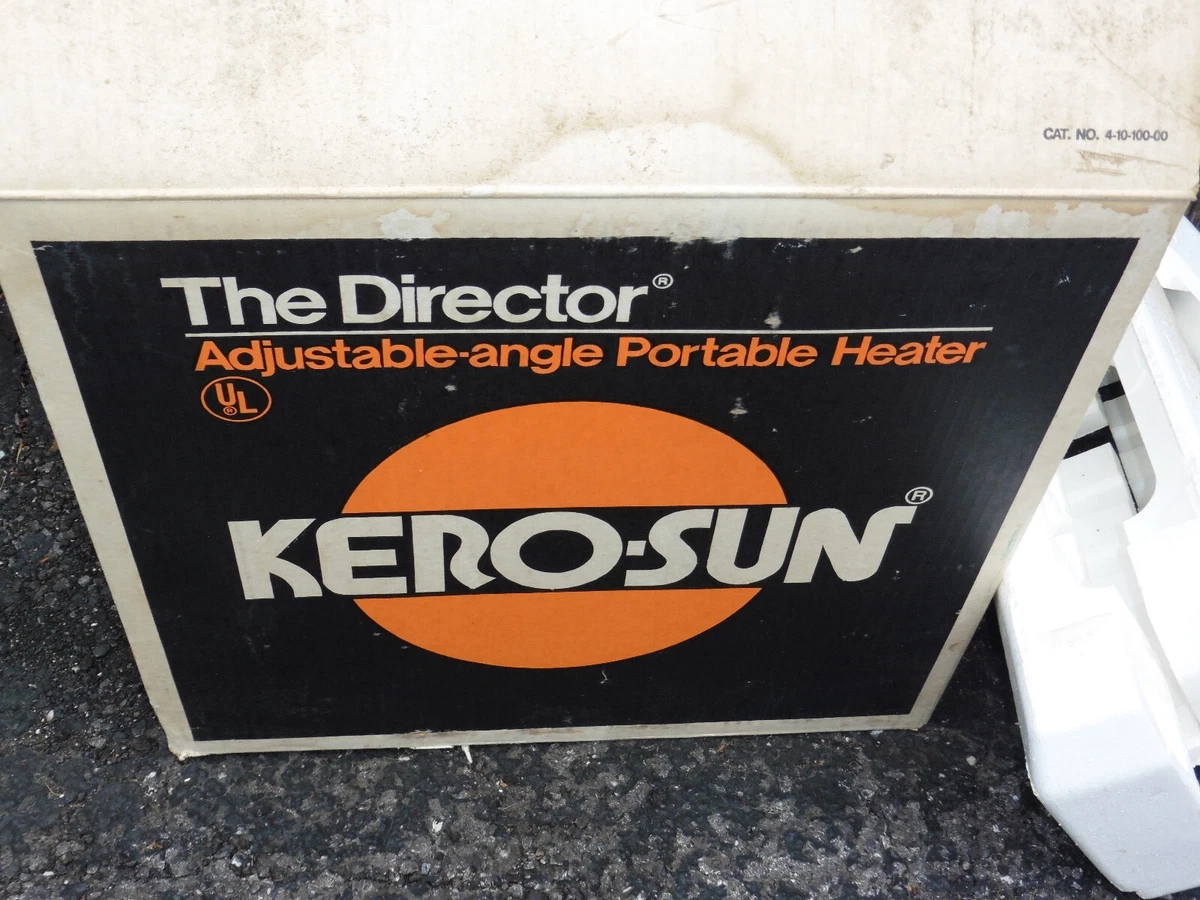 CAT. NO. 4-10-100-00
The Director®
Adjustable-angle Portable Heater
UL®
KERO-SUN®